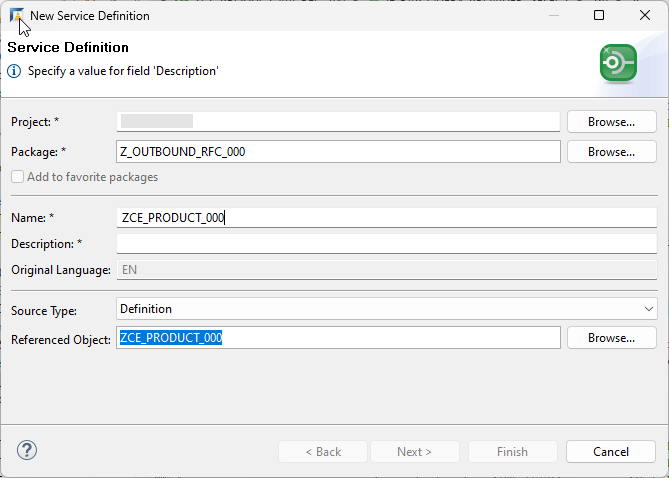 New Service Definition
Service Definition
Specify a value for field 'Description'
Project: *
Browse...
Package: * Z_OUTBOUND_RFC_000 Browse...
Add to favorite packages
Name: * ZCE_PRODUCT_000
Description: *
Original Language: EN
Source Type: Definition
Referenced Object: ZCE_PRODUCT_000 Browse...
? < Back Next > Finish Cancel